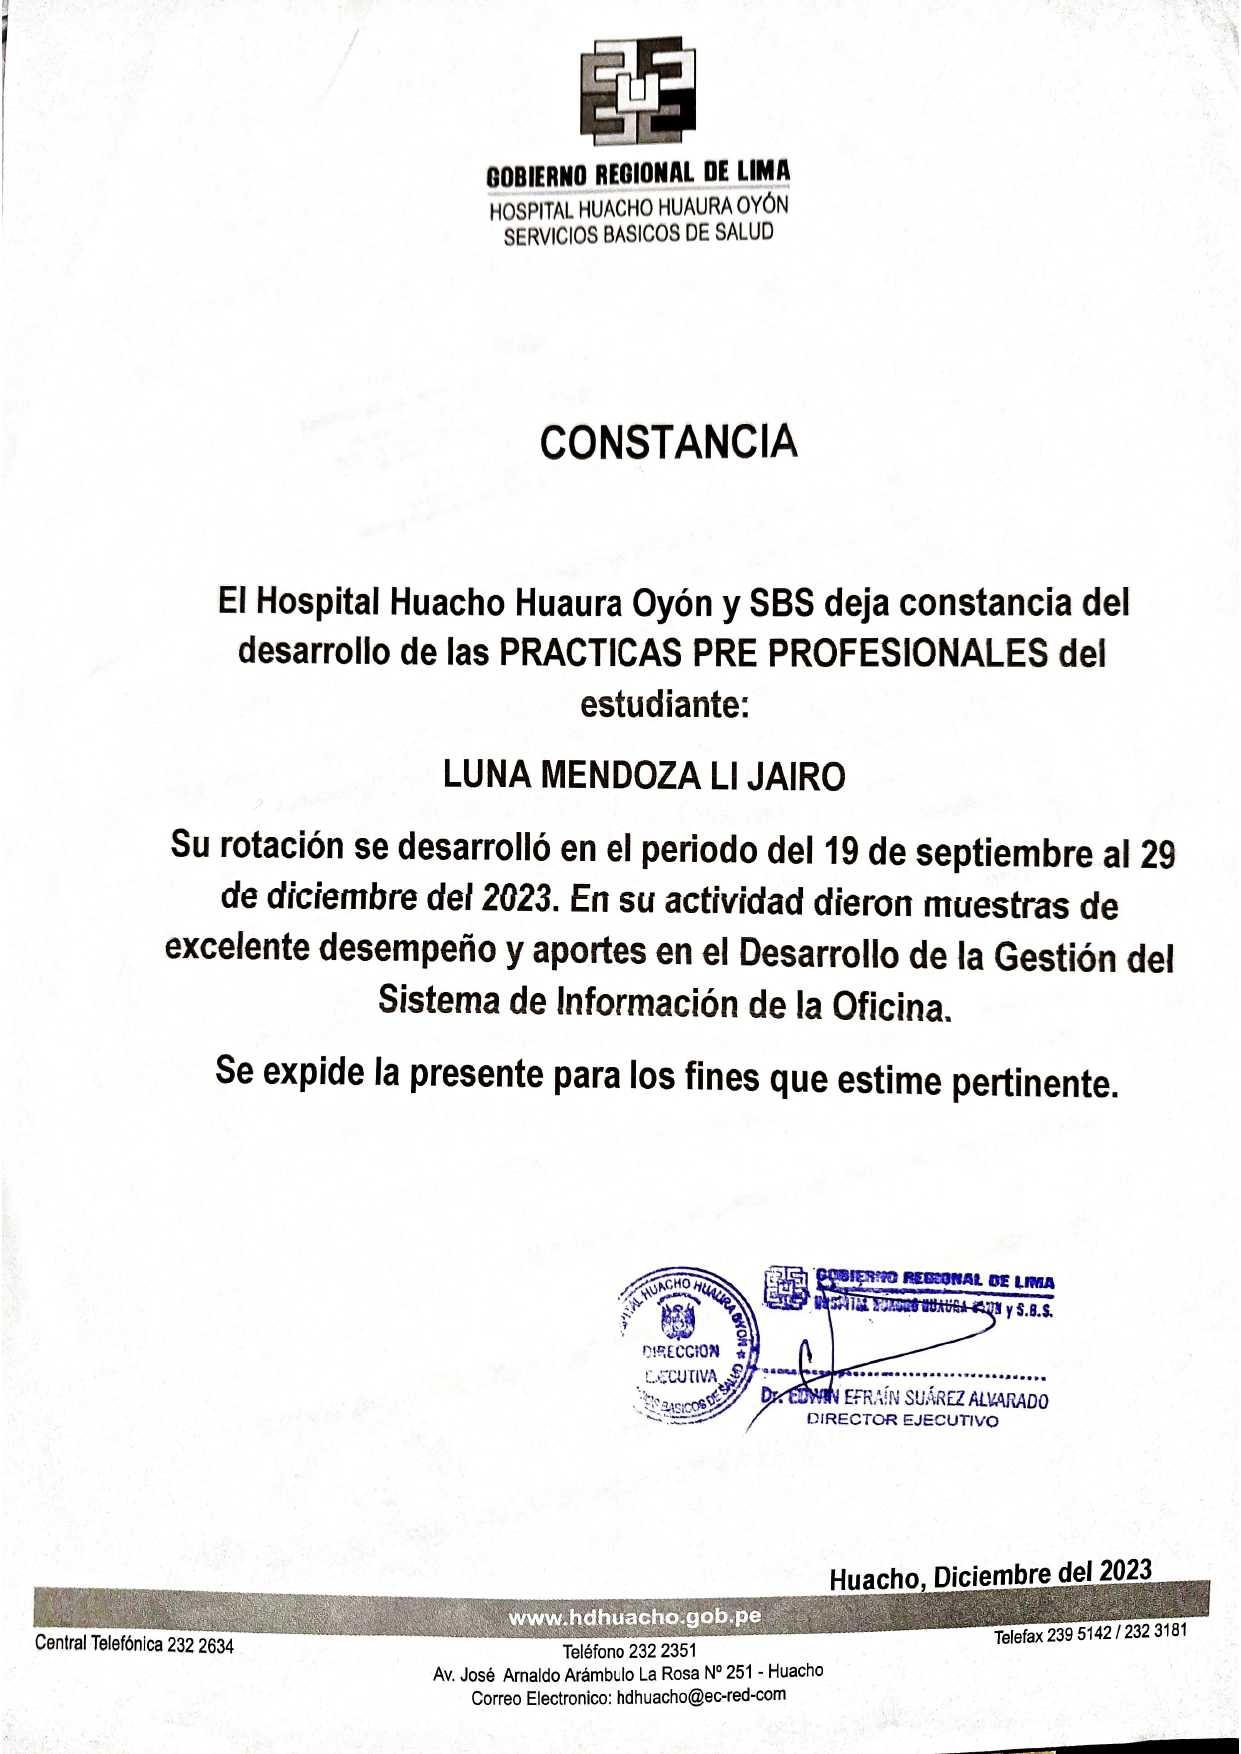 GOBIERNO REGIONAL DE LIMA
HOSPITAL HUACHO HUAURA OYÓN
SERVICIOS BASICOS DE SALUD
CONSTANCIA
El Hospital Huacho Huaura Oyón y SBS deja constancia del
desarrollo de las PRACTICAS PRE PROFESIONALES del
estudiante:
LUNA MENDOZA LI JAIRO
Su rotación se desarrolló en el periodo del 19 de septiembre al 29
de diciembre del 2023. En su actividad dieron muestras de
excelente desempeño y aportes en el Desarrollo de la Gestión del
Sistema de Información de la Oficina.
Se expide la presente para los fines que estime pertinente.
HUACHO HUAURA OYON
DIRECCION
EJECUTIVA
BASICOS DE SALUD
GOBIERNO REGIONAL DE LIMA
HOSPITAL HUACHO HUAURA OYON y S.B.S.
Dr. EDWIN EFRAÍN SUÁREZ ALVARADO
DIRECTOR EJECUTIVO
Huacho, Diciembre del 2023
www.hdhuacho.gob.pe
Central Telefónica 232 2634
Teléfono 232 2351
Telefax 239 5142 / 232 3181
Av. José Arnaldo Arámbulo La Rosa Nº 251 - Huacho
Correo Electronico: hdhuacho@ec-red-com